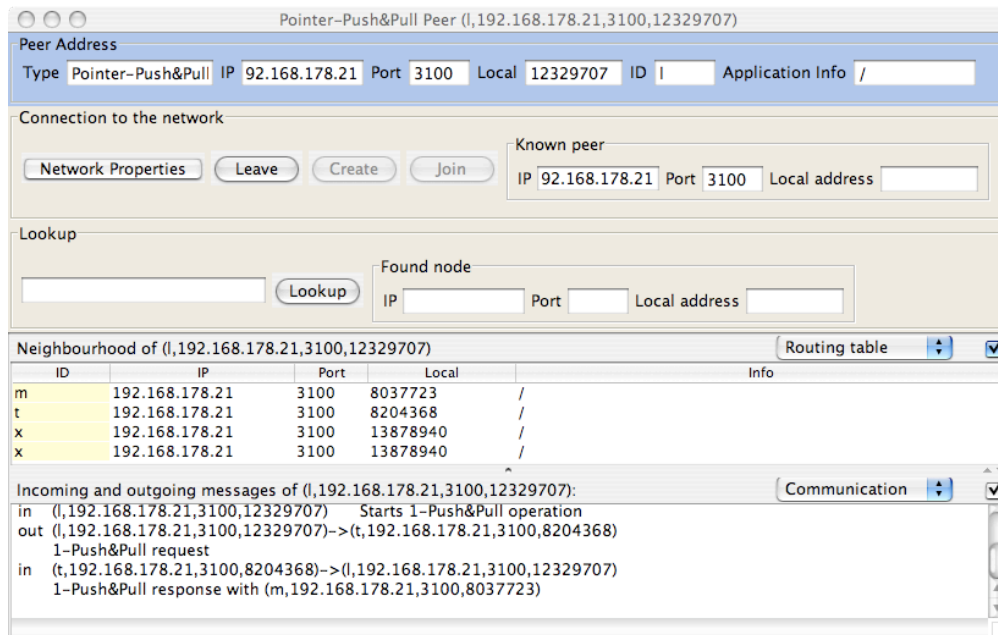 Pointer-Push&Pull Peer (l,192.168.178.21,3100,12329707)
Peer Address
Type Pointer-Push&Pull IP 92.168.178.21 Port 3100 Local 12329707 ID l Application Info /
Connection to the network
Known peer
Network Properties Leave Create Join IP 92.168.178.21 Port 3100 Local address
Lookup
Found node
Lookup IP Port Local address
Neighbourhood of (l,192.168.178.21,3100,12329707) Routing table
ID IP Port Local Info
m 192.168.178.21 3100 8037723 /
t 192.168.178.21 3100 8204368 /
x 192.168.178.21 3100 13878940 /
x 192.168.178.21 3100 13878940 /
Incoming and outgoing messages of (l,192.168.178.21,3100,12329707): Communication
in (l,192.168.178.21,3100,12329707) Starts 1-Push&Pull operation
out (l,192.168.178.21,3100,12329707)->(t,192.168.178.21,3100,8204368)
1-Push&Pull request
in (t,192.168.178.21,3100,8204368)->(l,192.168.178.21,3100,12329707)
1-Push&Pull response with (m,192.168.178.21,3100,8037723)